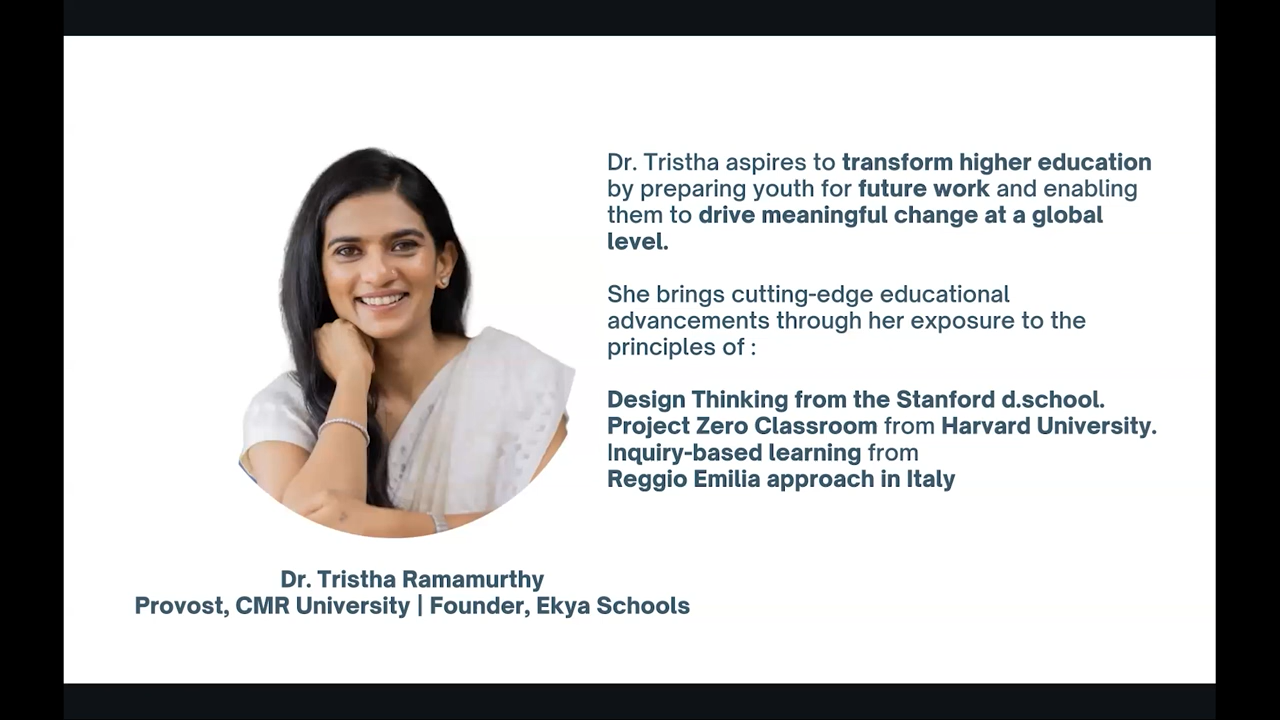 Dr. Tristha aspires to transform higher education
by preparing youth for future work and enabling
them to drive meaningful change at a global
level.
She brings cutting-edge educational
advancements through her exposure to the
principles of :
Design Thinking from the Stanford d.school.
Project Zero Classroom from Harvard University.
Inquiry-based learning from
Reggio Emilia approach in Italy
Dr. Tristha Ramamurthy
Provost, CMR University | Founder, Ekya Schools